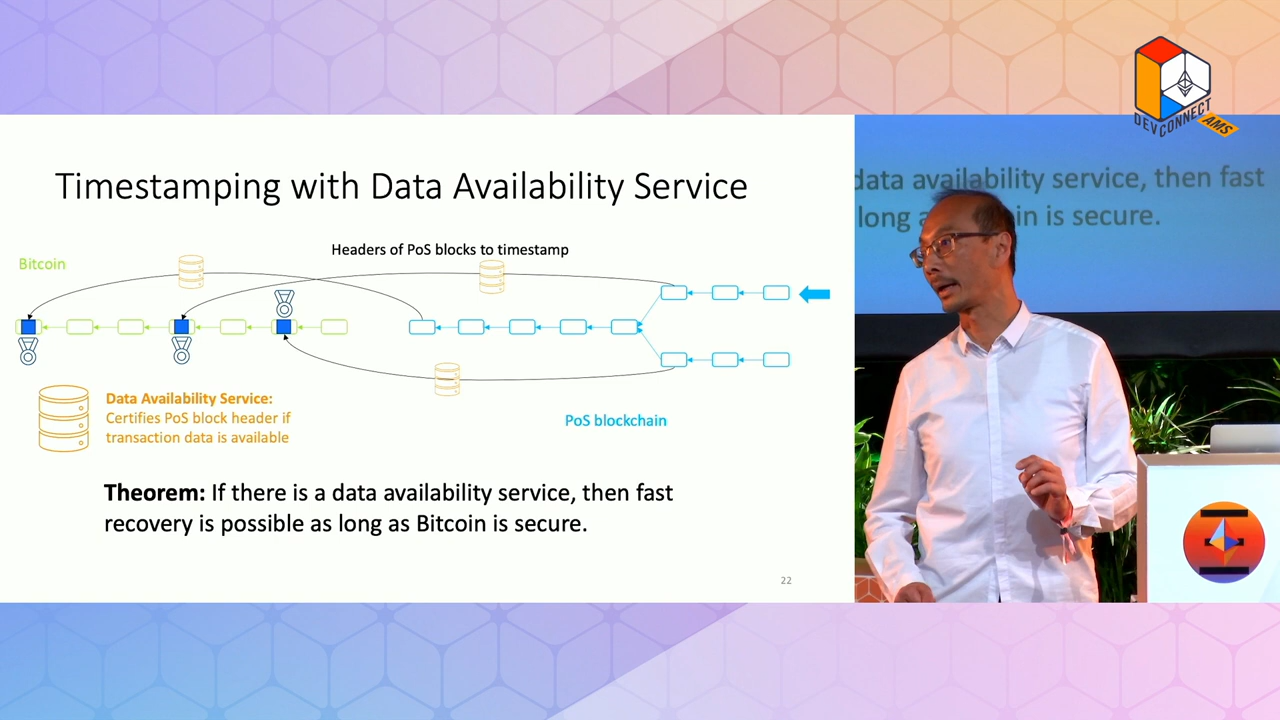 DEVCONNECT
AMS
Timestamping with Data Availability Service
Headers of PoS blocks to timestamp
Bitcoin
Data Availability Service:
Certifies PoS block header if
transaction data is available
PoS blockchain
Theorem: If there is a data availability service, then fast
recovery is possible as long as Bitcoin is secure.
22
data availability service, then fast
long a in is secure.